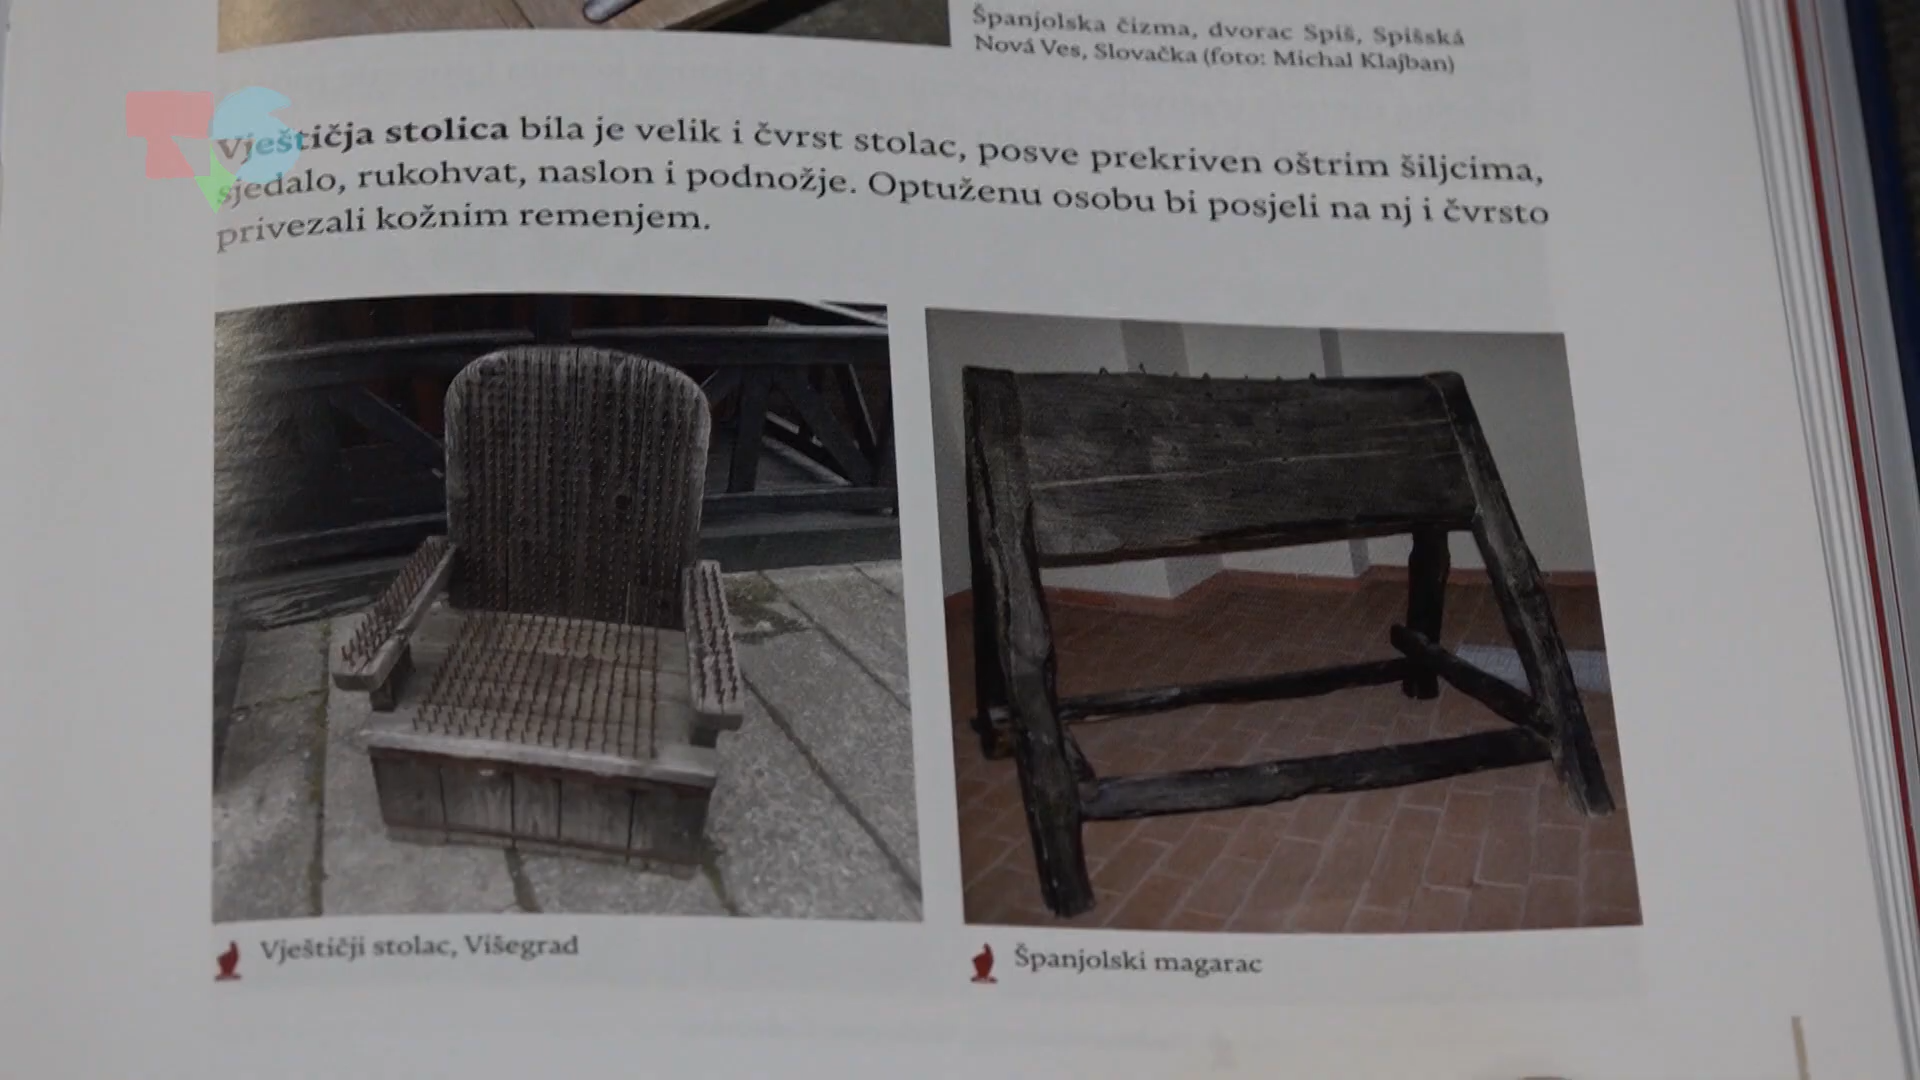 Španjolska čizma, dvorac Spiš, Spišská
Nová Ves, Slovačka (foto: Michal Klajban)
Vještičja stolica bila je velik i čvrst stolac, posve prekriven oštrim šiljcima,
sjedalo, rukohvat, naslon i podnožje. Optuženu osobu bi posjeli na nj i čvrsto
privezali kožnim remenjem.
Vještičji stolac, Višegrad
Španjolski magarac